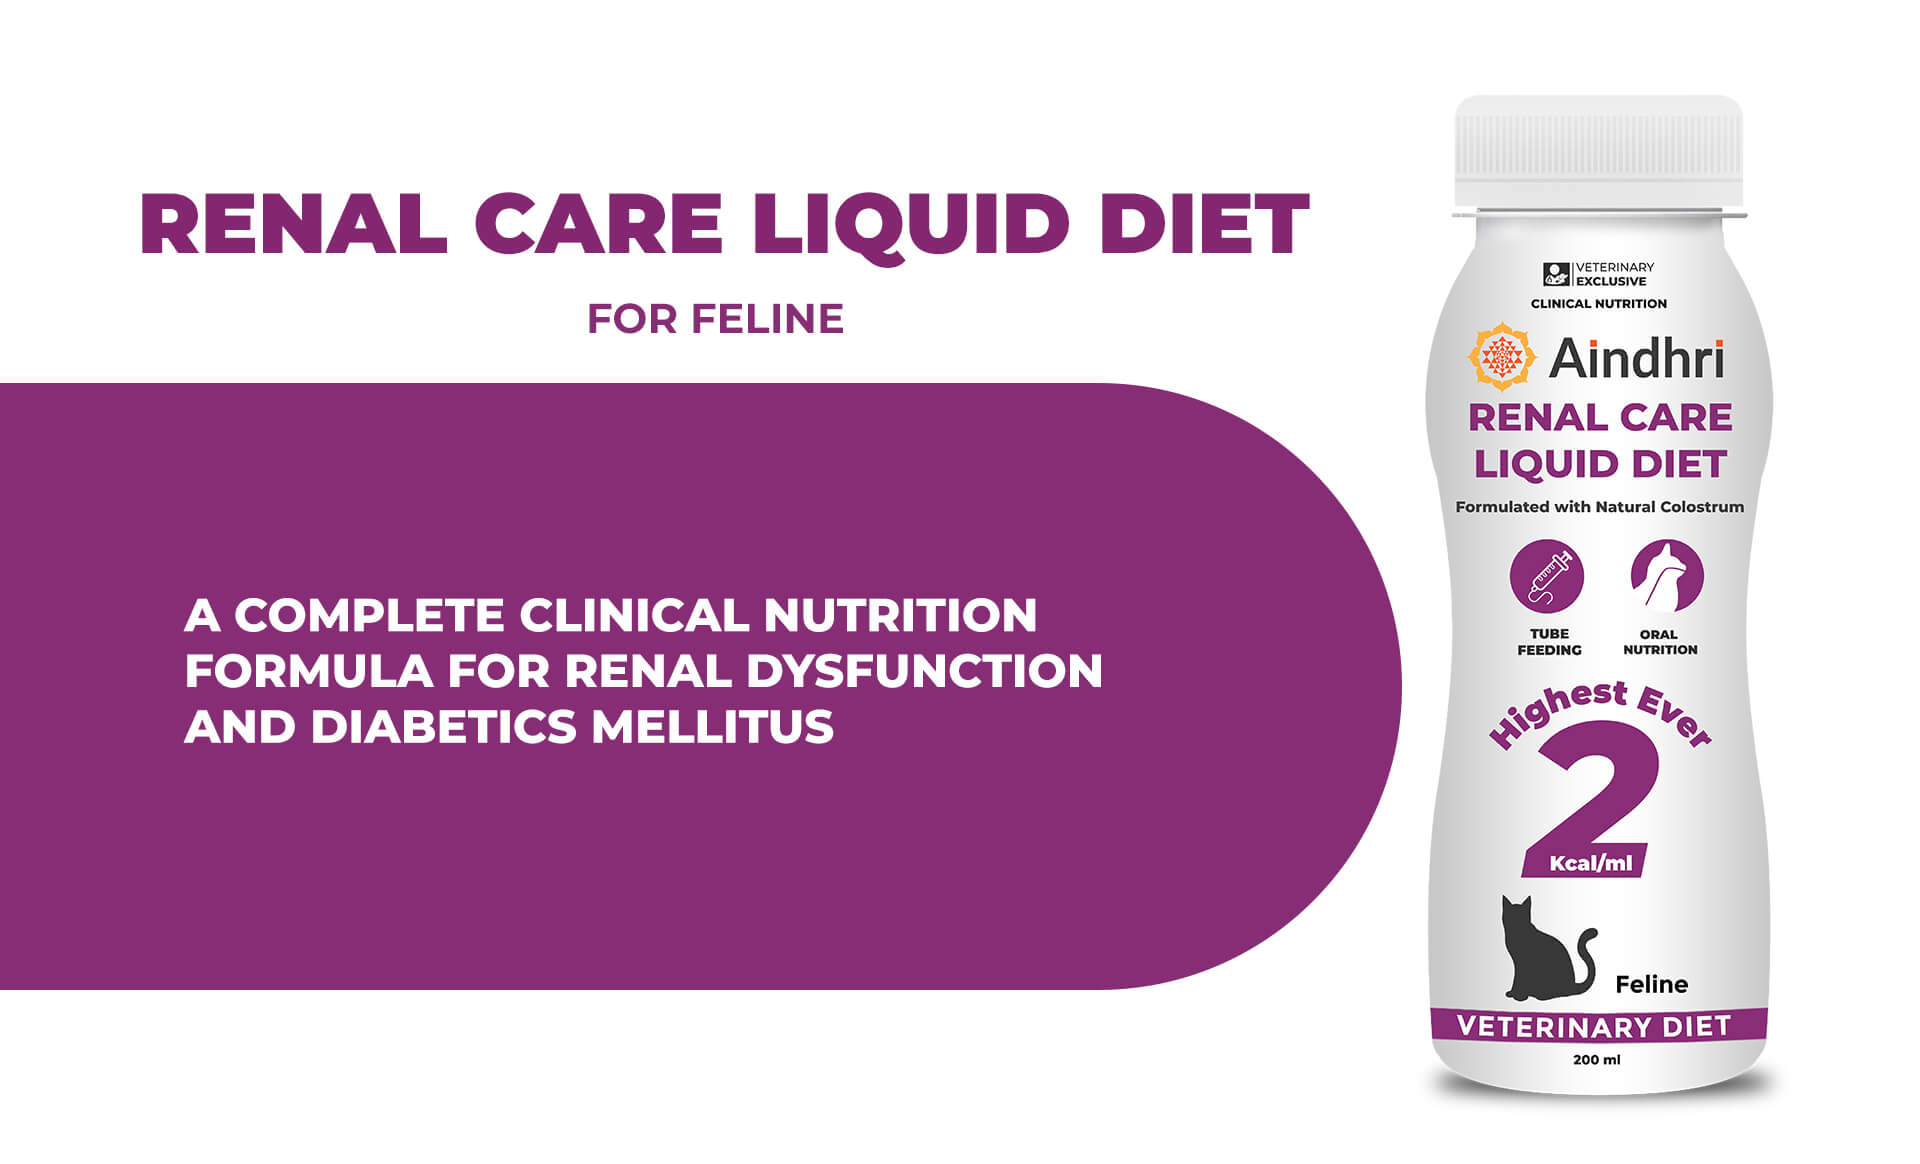 RENAL CARE LIQUID DIET
FOR FELINE
A COMPLETE CLINICAL NUTRITION
FORMULA FOR RENAL DYSFUNCTION
AND DIABETICS MELLITUS
VETERINARY
EXCLUSIVE
CLINICAL NUTRITION
Aindhri
RENAL CARE
LIQUID DIET
Formulated with Natural Colostrum
TUBE
FEEDING
ORAL
NUTRITION
Highest Ever
2
Kcal/ml
Feline
VETERINARY DIET
200 ml